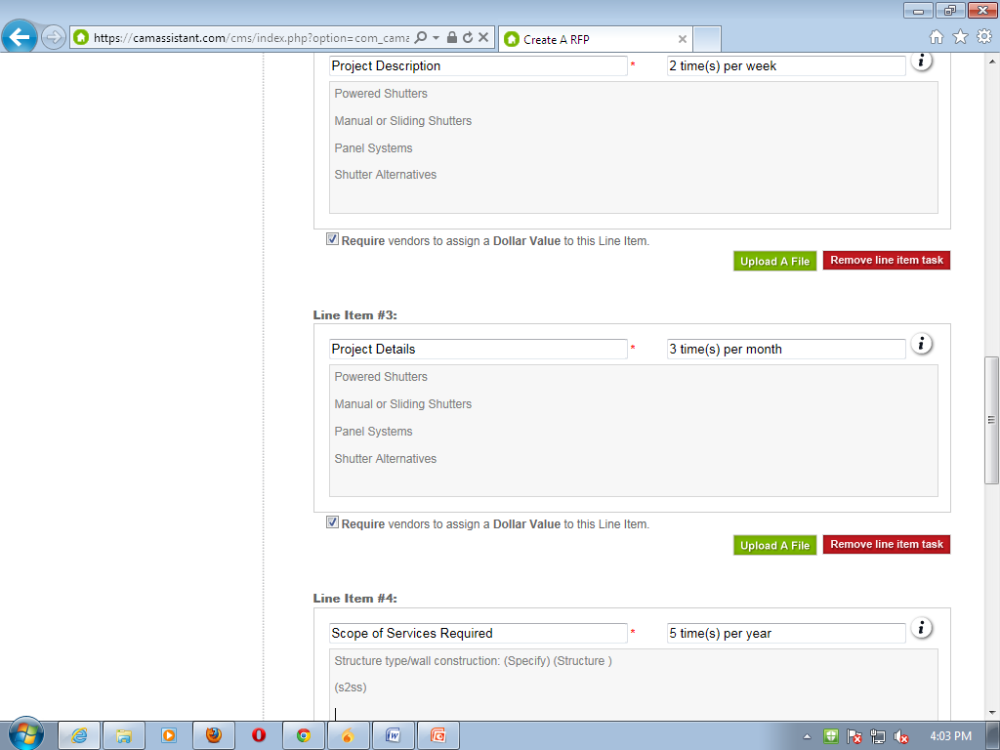 https://camassistant.com/cms/index.php?option=com_cama
Create A RFP
Project Description * 2 time(s) per week
Powered Shutters
Manual or Sliding Shutters
Panel Systems
Shutter Alternatives
Require vendors to assign a Dollar Value to this Line Item.
Upload A File Remove line item task
Line Item #3:
Project Details * 3 time(s) per month
Powered Shutters
Manual or Sliding Shutters
Panel Systems
Shutter Alternatives
Require vendors to assign a Dollar Value to this Line Item.
Upload A File Remove line item task
Line Item #4:
Scope of Services Required * 5 time(s) per year
Structure type/wall construction: (Specify) (Structure )
(s2ss)
4:03 PM